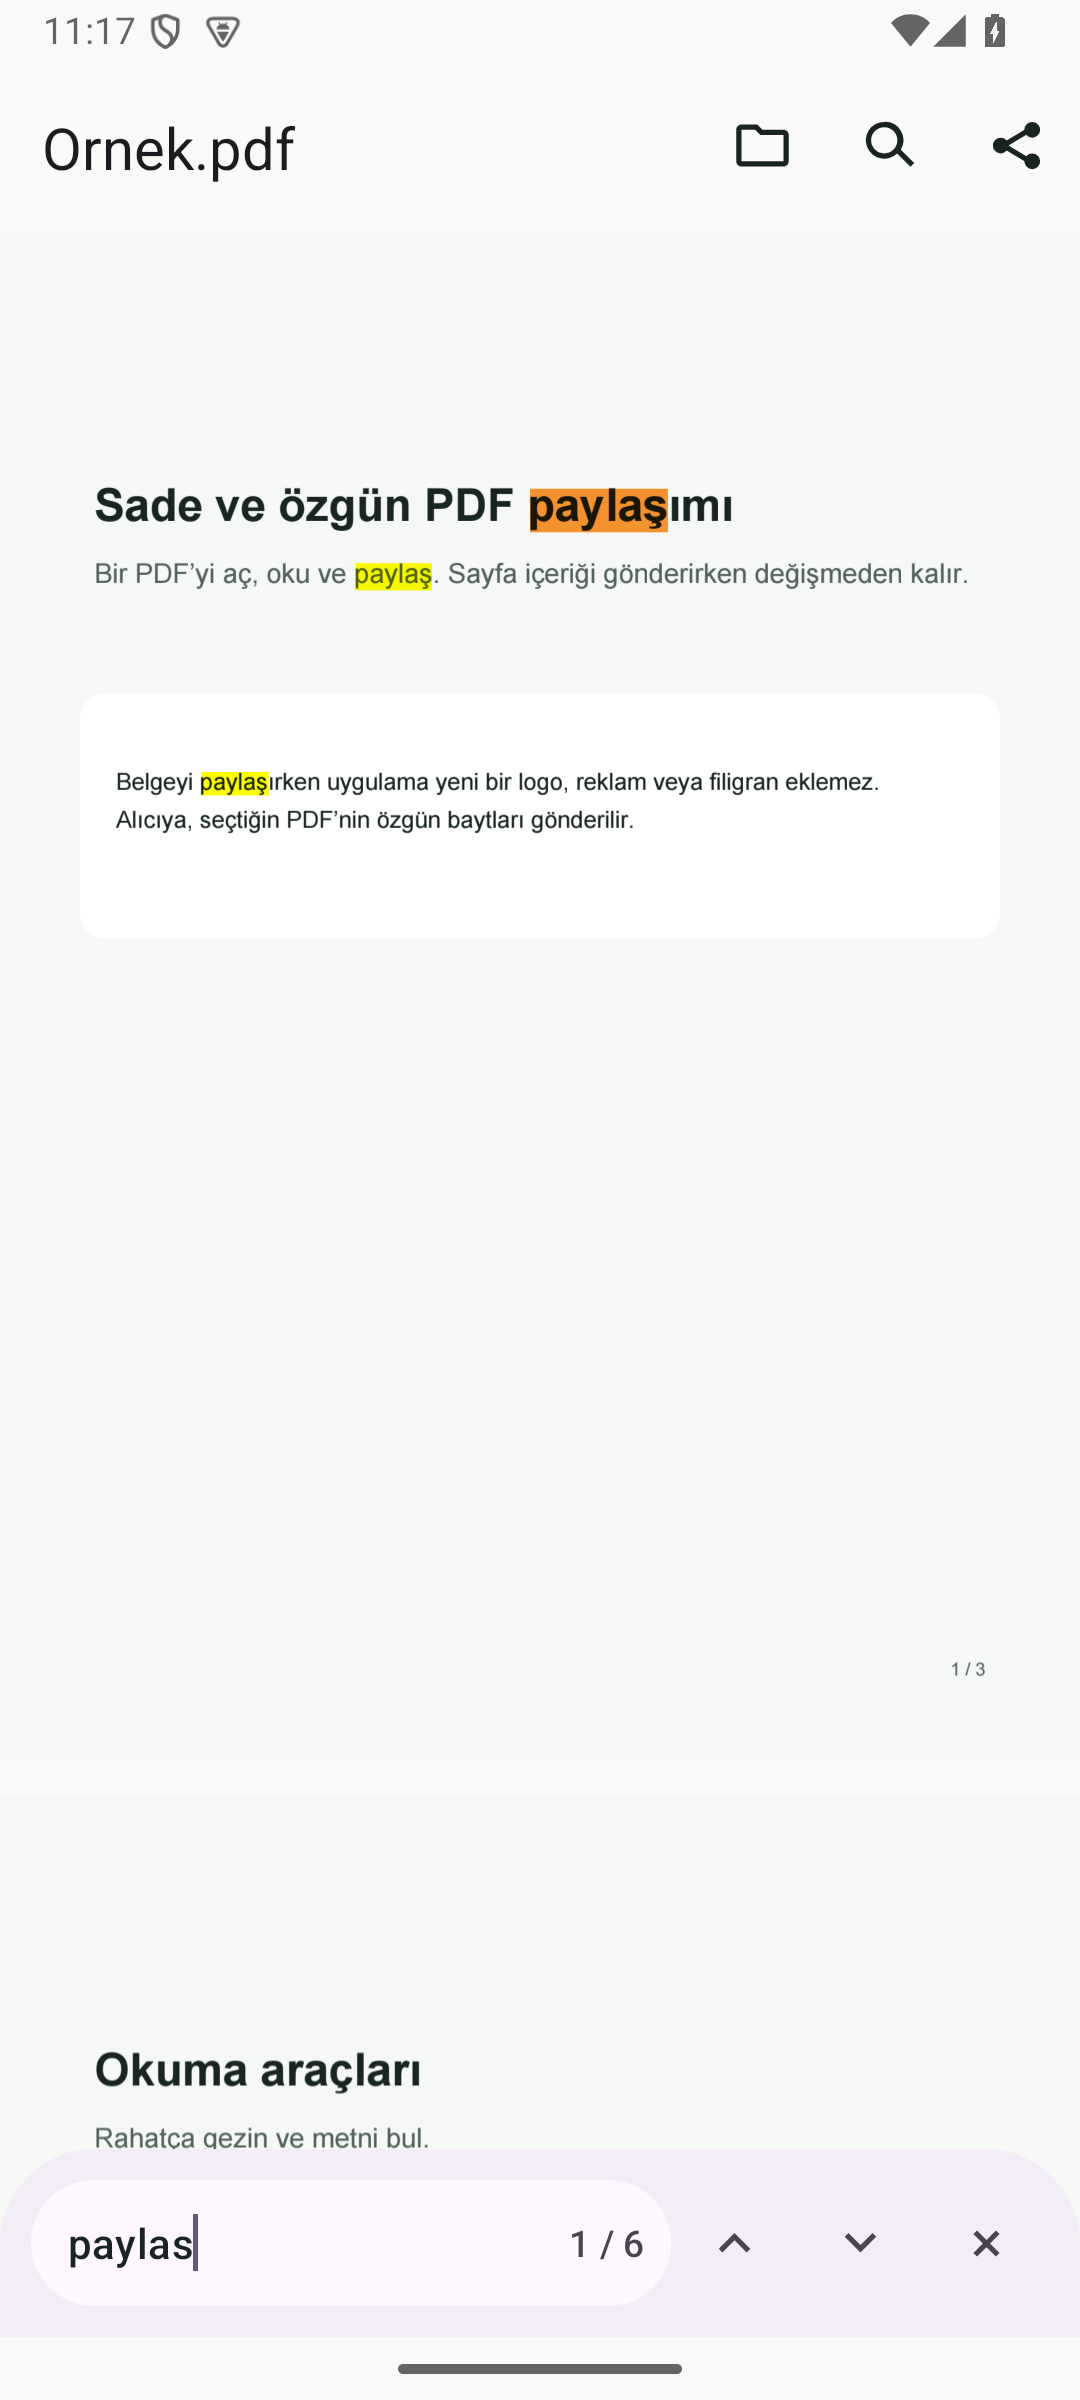 11:17
Ornek.pdf
Sade ve özgün PDF paylaşımı
Bir PDF’yi aç, oku ve paylaş. Sayfa içeriği gönderirken değişmeden kalır.
Belgeyi paylaşırken uygulama yeni bir logo, reklam veya filigran eklemez.
Alıcıya, seçtiğin PDF’nin özgün baytları gönderilir.
1 / 3
Okuma araçları
Rahatça gezin ve metni bul.
paylas 1 / 6